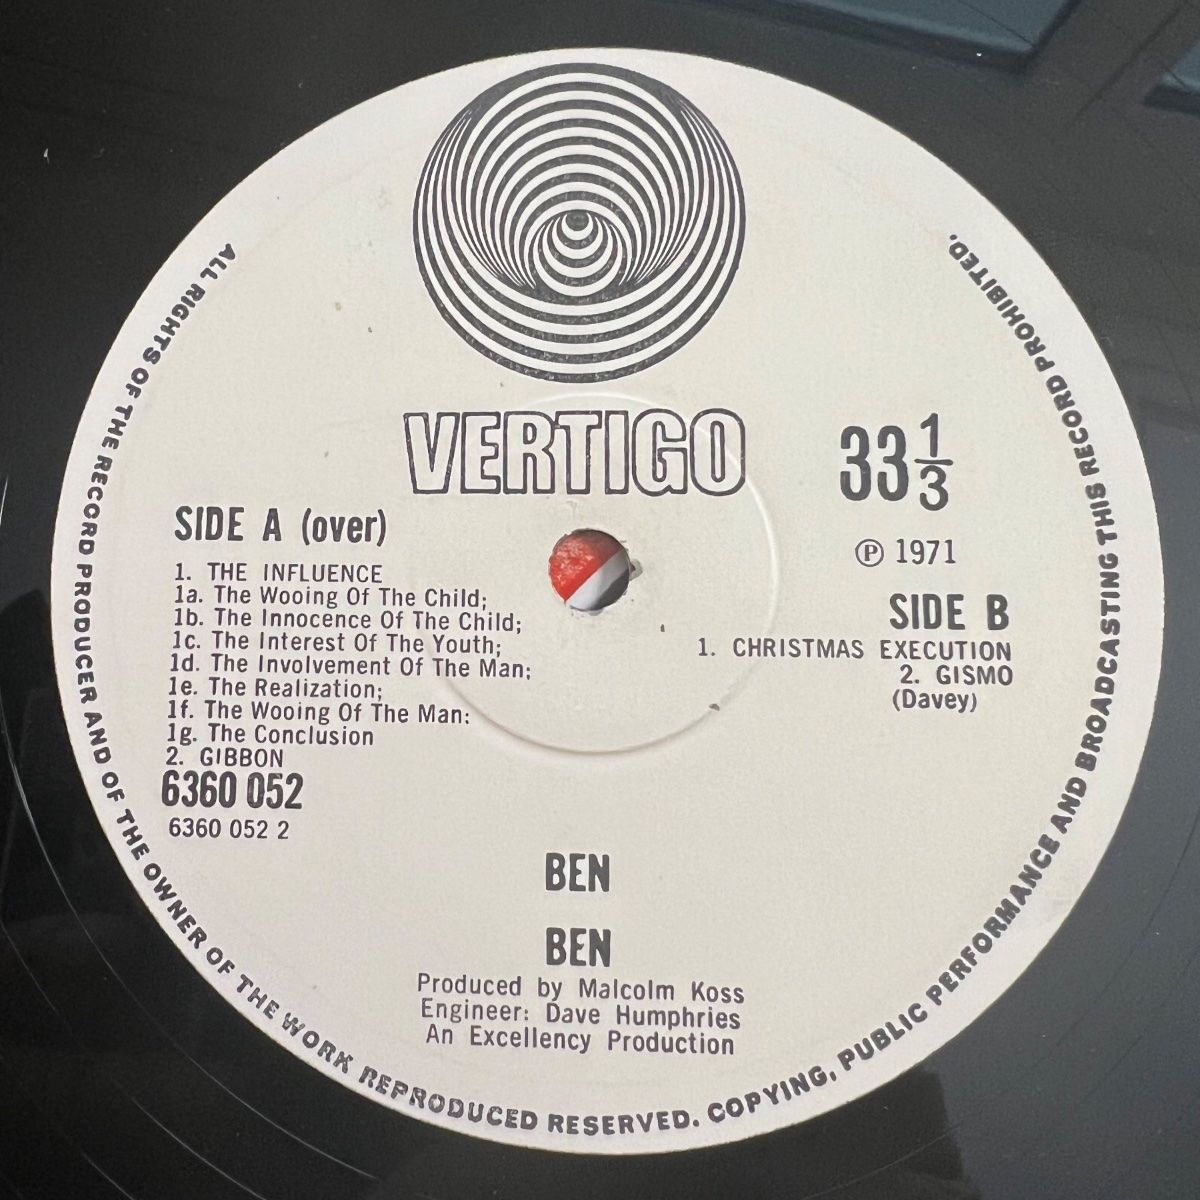 VERTIGO
33 1/3
℗ 1971
SIDE A (over)
1. THE INFLUENCE
1a. The Wooing Of The Child;
1b. The Innocence Of The Child;
1c. The Interest Of The Youth;
1d. The Involvement Of The Man;
1e. The Realization;
1f. The Wooing Of The Man:
1g. The Conclusion
2. GIBBON
6360 052
6360 052 2
SIDE B
1. CHRISTMAS EXECUTION
2. GISMO
(Davey)
BEN
BEN
Produced by Malcolm Koss
Engineer: Dave Humphries
An Excellency Production
ALL RIGHTS OF THE RECORD PRODUCER AND OF THE OWNER OF THE WORK REPRODUCED RESERVED. COPYING, PUBLIC PERFORMANCE AND BROADCASTING THIS RECORD PROHIBITED.